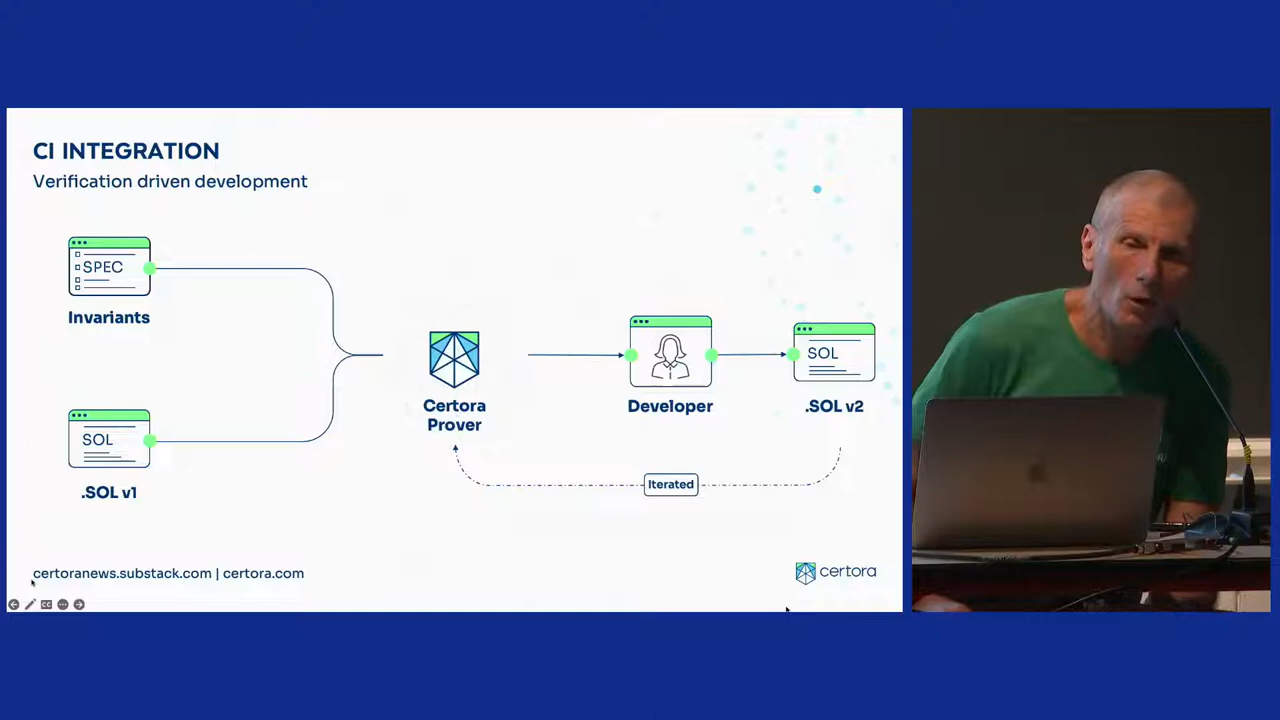 CI INTEGRATION
Verification driven development
SPEC
Invariants
SOL
.SOL v1
Certora
Prover
Developer
SOL
.SOL v2
Iterated
certoranews.substack.com | certora.com
certora
CC